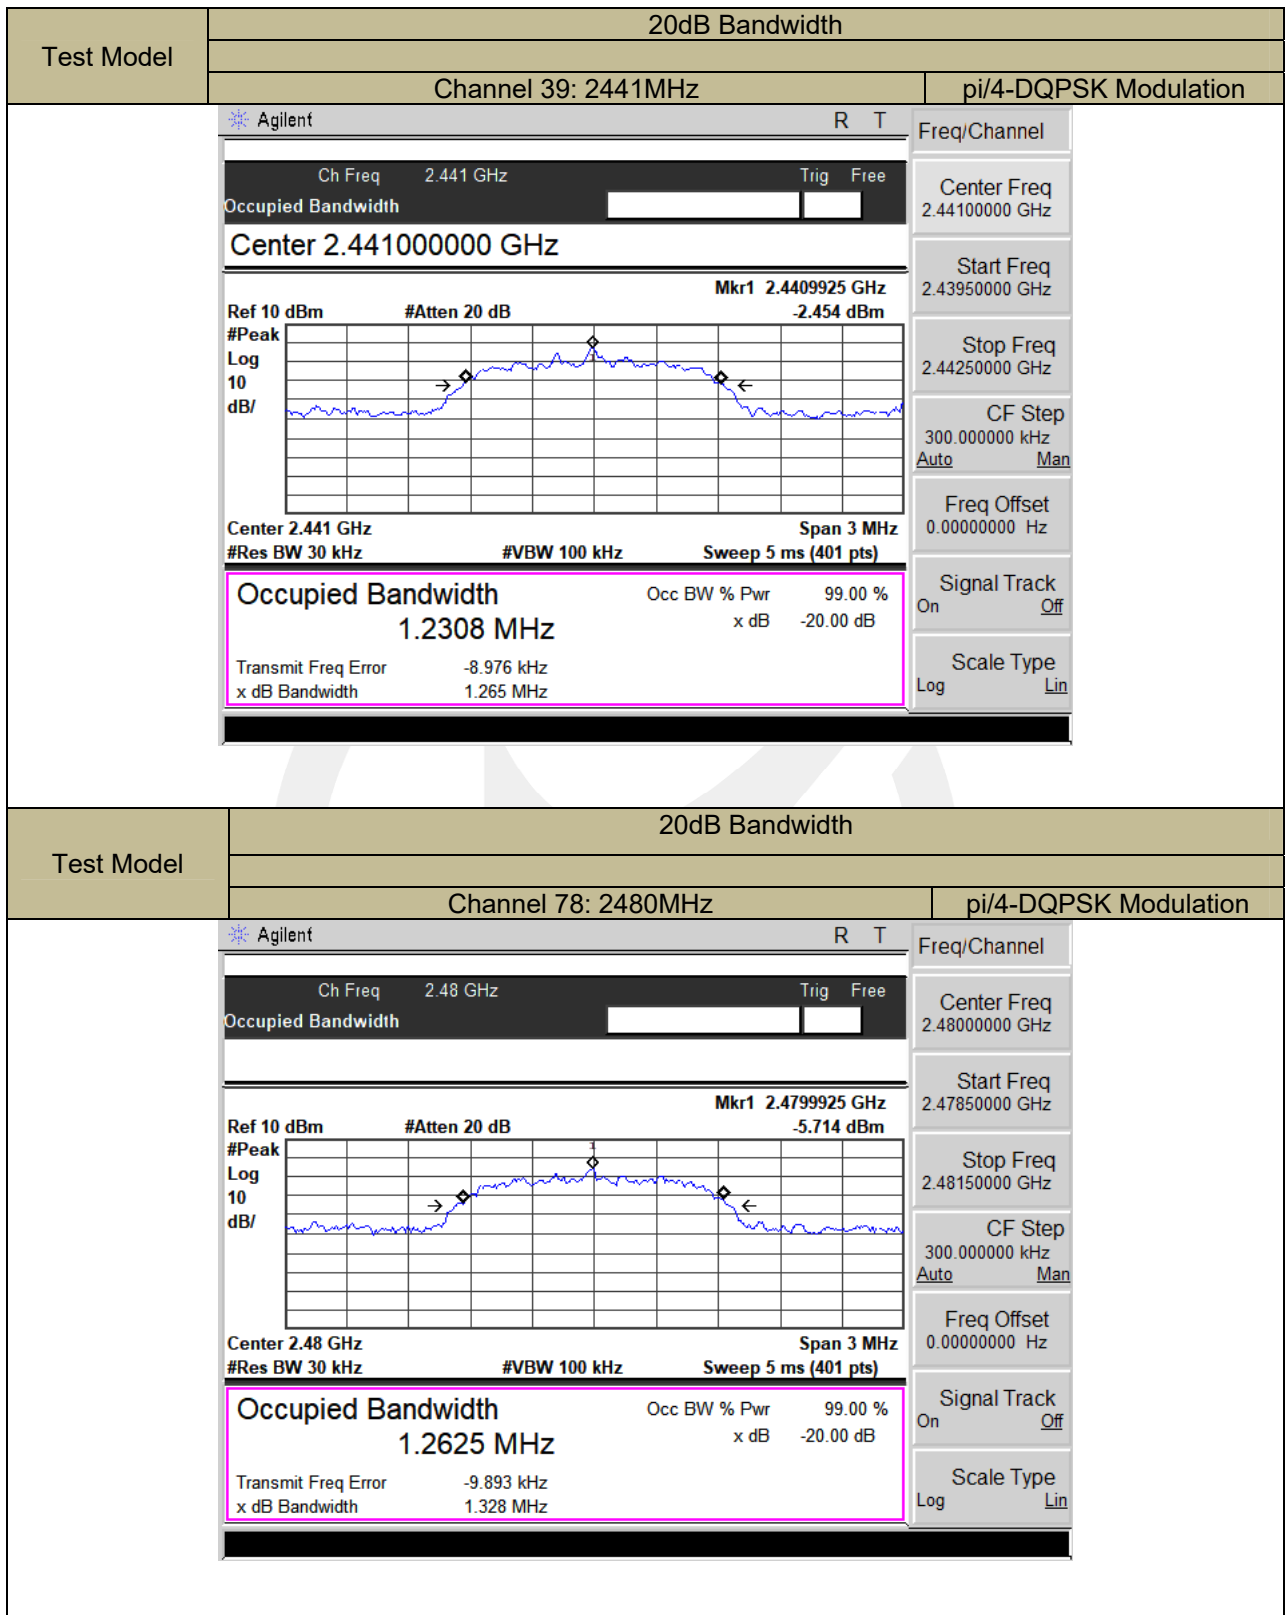 Test Model
20dB Bandwidth
Channel 39: 2441MHz pi/4-DQPSK Modulation
Agilent R T
Freq/Channel
Ch Freq 2.441 GHz Trig Free
Occupied Bandwidth
Center 2.441000000 GHz
Mkr1 2.4409925 GHz
Ref 10 dBm #Atten 20 dB -2.454 dBm
#Peak
Log
10
dB/
1
Center 2.441 GHz Span 3 MHz
#Res BW 30 kHz #VBW 100 kHz Sweep 5 ms (401 pts)
Occupied Bandwidth Occ BW % Pwr 99.00 %
1.2308 MHz x dB -20.00 dB
Transmit Freq Error -8.976 kHz
x dB Bandwidth 1.265 MHz
Center Freq
2.44100000 GHz
Start Freq
2.43950000 GHz
Stop Freq
2.44250000 GHz
CF Step
300.000000 kHz
Auto Man
Freq Offset
0.00000000 Hz
Signal Track
On Off
Scale Type
Log Lin
Test Model
20dB Bandwidth
Channel 78: 2480MHz pi/4-DQPSK Modulation
Agilent R T
Freq/Channel
Ch Freq 2.48 GHz Trig Free
Occupied Bandwidth
Mkr1 2.4799925 GHz
Ref 10 dBm #Atten 20 dB -5.714 dBm
#Peak
Log
10
dB/
1
Center 2.48 GHz Span 3 MHz
#Res BW 30 kHz #VBW 100 kHz Sweep 5 ms (401 pts)
Occupied Bandwidth Occ BW % Pwr 99.00 %
1.2625 MHz x dB -20.00 dB
Transmit Freq Error -9.893 kHz
x dB Bandwidth 1.328 MHz
Center Freq
2.48000000 GHz
Start Freq
2.47850000 GHz
Stop Freq
2.48150000 GHz
CF Step
300.000000 kHz
Auto Man
Freq Offset
0.00000000 Hz
Signal Track
On Off
Scale Type
Log Lin